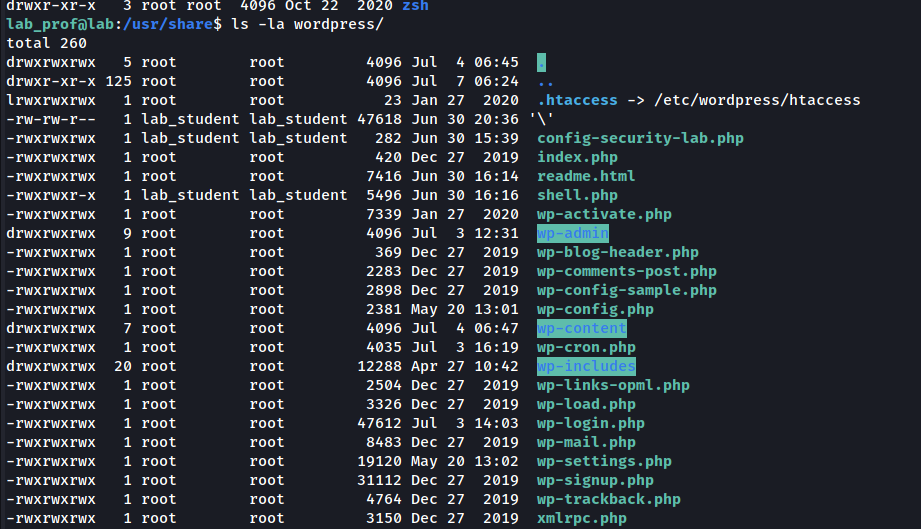 drwxr-xr-x   3 root root  4096 Oct 22  2020 zsh
lab_prof@lab:/usr/share$ ls -la wordpress/
total 260
drwxrwxrwx   5 root        root         4096 Jul  4 06:45  .
drwxr-xr-x 125 root        root         4096 Jul  7 06:24  ..
lrwxrwxrwx   1 root        root           23 Jan 27  2020  .htaccess -> /etc/wordpress/htaccess
-rw-rw-r--   1 lab_student lab_student 47618 Jun 30 20:36 '\'
-rwxrwxr-x   1 lab_student lab_student   282 Jun 30 15:39  config-security-lab.php
-rwxrwxrwx   1 root        root          420 Dec 27  2019  index.php
-rwxrwxrwx   1 root        root         7416 Jun 30 16:14  readme.html
-rwxrwxr-x   1 lab_student lab_student  5496 Jun 30 16:16  shell.php
-rwxrwxrwx   1 root        root         7339 Jan 27  2020  wp-activate.php
drwxrwxrwx   9 root        root         4096 Jul  3 12:31  wp-admin
-rwxrwxrwx   1 root        root          369 Dec 27  2019  wp-blog-header.php
-rwxrwxrwx   1 root        root         2283 Dec 27  2019  wp-comments-post.php
-rwxrwxrwx   1 root        root         2898 Dec 27  2019  wp-config-sample.php
-rwxrwxrwx   1 root        root         2381 May 20 13:01  wp-config.php
drwxrwxrwx   7 root        root         4096 Jul  4 06:47  wp-content
-rwxrwxrwx   1 root        root         4035 Jul  3 16:19  wp-cron.php
drwxrwxrwx  20 root        root        12288 Apr 27 10:42  wp-includes
-rwxrwxrwx   1 root        root         2504 Dec 27  2019  wp-links-opml.php
-rwxrwxrwx   1 root        root         3326 Dec 27  2019  wp-load.php
-rwxrwxrwx   1 root        root        47612 Jul  3 14:03  wp-login.php
-rwxrwxrwx   1 root        root         8483 Dec 27  2019  wp-mail.php
-rwxrwxrwx   1 root        root        19120 May 20 13:02  wp-settings.php
-rwxrwxrwx   1 root        root        31112 Dec 27  2019  wp-signup.php
-rwxrwxrwx   1 root        root         4764 Dec 27  2019  wp-trackback.php
-rwxrwxrwx   1 root        root         3150 Dec 27  2019  xmlrpc.php